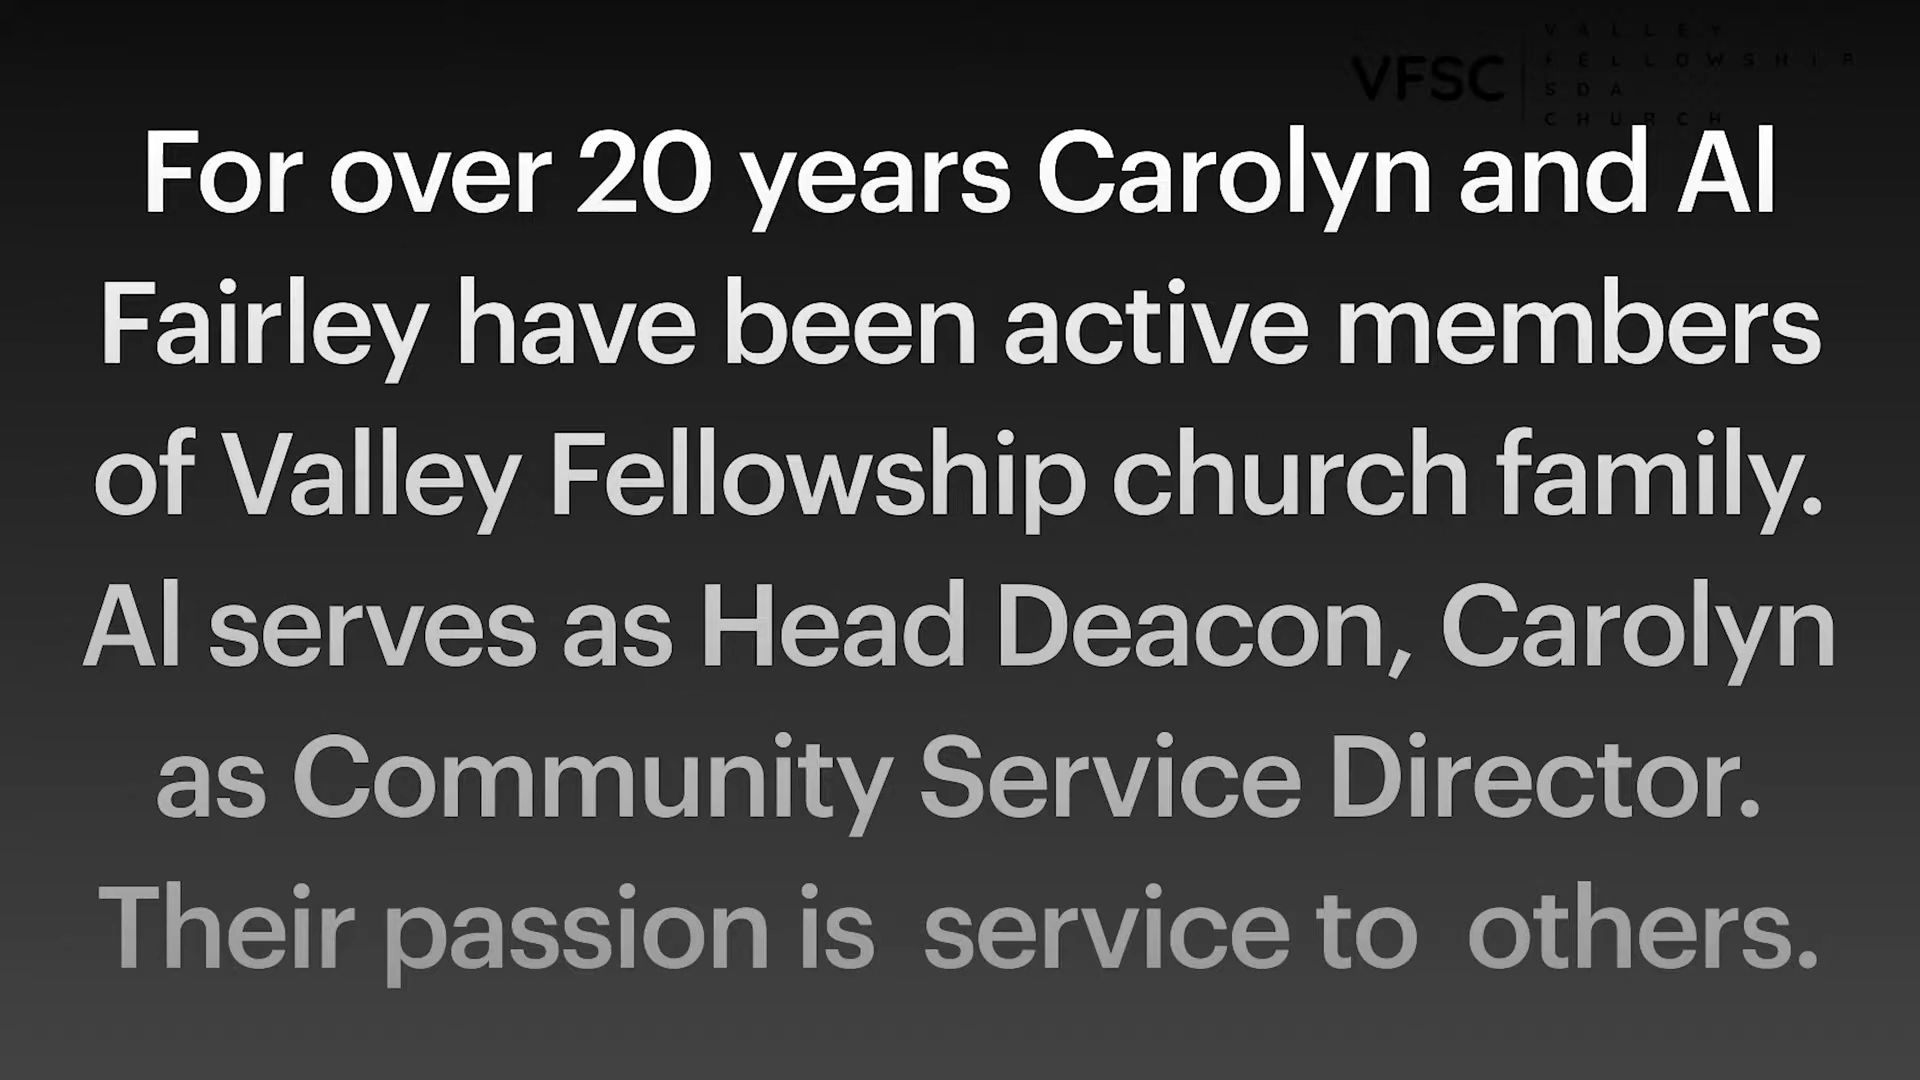 VFSC
VALLEY
FELLOWSHIP
SDA
CHURCH
For over 20 years Carolyn and Al
Fairley have been active members
of Valley Fellowship church family.
Al serves as Head Deacon, Carolyn
as Community Service Director.
Their passion is  service to  others.